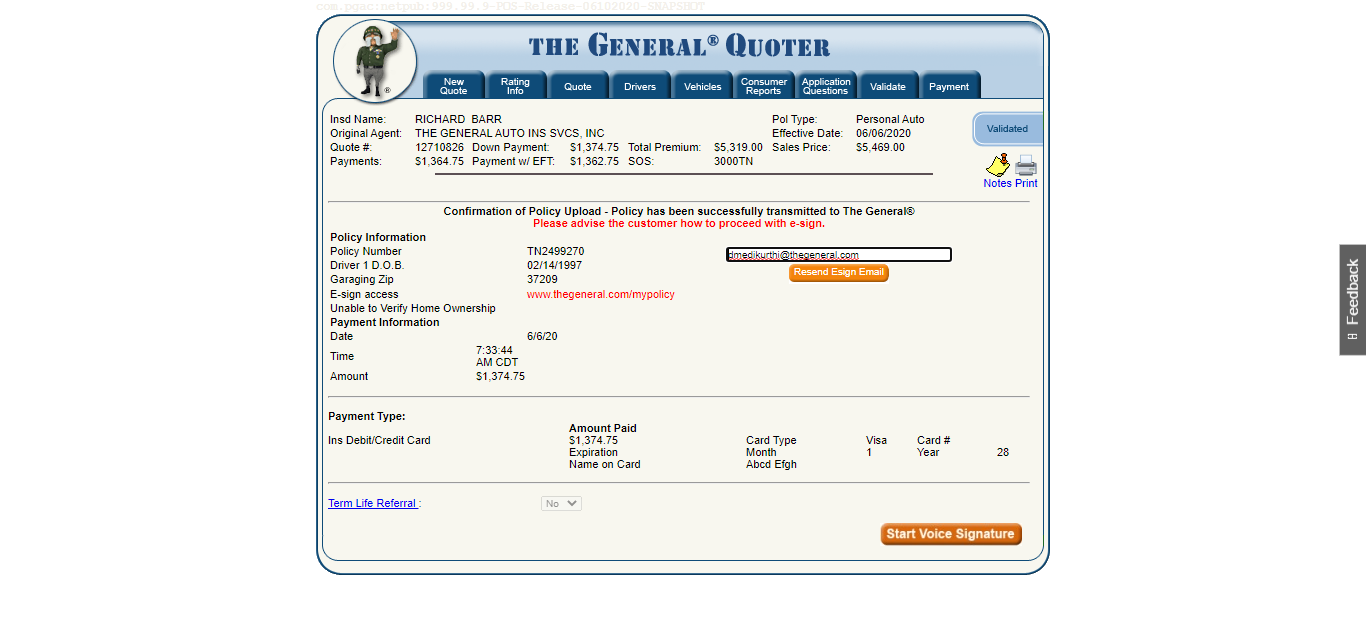 com.pgac:netpub:999.99.9-POS-Release-06102020-SNAPSHOT
THE GENERAL® QUOTER
New Quote
Rating Info
Quote
Drivers
Vehicles
Consumer Reports
Application Questions
Validate
Payment
®
Insd Name: RICHARD BARR Pol Type: Personal Auto
Original Agent: THE GENERAL AUTO INS SVCS, INC Effective Date: 06/06/2020
Quote #: 12710826 Down Payment: $1,374.75 Total Premium: $5,319.00 Sales Price: $5,469.00
Payments: $1,364.75 Payment w/ EFT: $1,362.75 SOS: 3000TN
Validated
Notes Print
Confirmation of Policy Upload - Policy has been successfully transmitted to The General®
Please advise the customer how to proceed with e-sign.
Policy Information
Policy Number TN2499270 dmedikurthi@thegeneral.com
Driver 1 D.O.B. 02/14/1997 Resend Esign Email
Garaging Zip 37209
E-sign access www.thegeneral.com/mypolicy
Unable to Verify Home Ownership
Payment Information
Date 6/6/20
Time 7:33:44 AM CDT
Amount $1,374.75
Payment Type:
Amount Paid
Ins Debit/Credit Card $1,374.75 Card Type Visa Card #
Expiration Month 1 Year 28
Name on Card Abcd Efgh
Term Life Referral : No
Start Voice Signature
Feedback